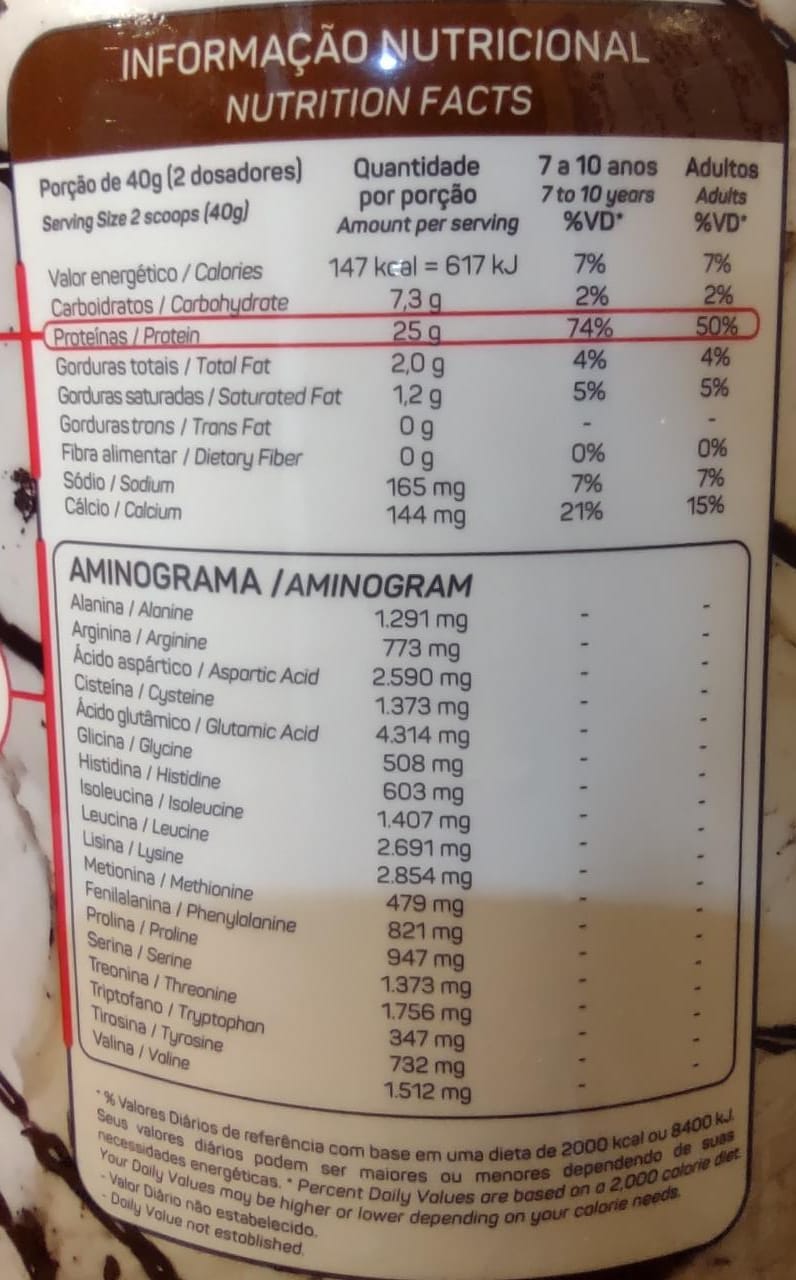 INFORMAÇÃO NUTRICIONAL
NUTRITION FACTS
Porção de 40g (2 dosadores) Quantidade por porção 7 a 10 anos Adultos
Serving Size 2 scoops (40g) Amount per serving 7 to 10 years %VD* Adults %VD*
Valor energético / Calories 147 kcal = 617 kJ 7% 7%
Carboidratos / Carbohydrate 7,3 g 2% 2%
Proteínas / Protein 25 g 74% 50%
Gorduras totais / Total Fat 2,0 g 4% 4%
Gorduras saturadas / Saturated Fat 1,2 g 5% 5%
Gorduras trans / Trans Fat 0 g - -
Fibra alimentar / Dietary Fiber 0 g 0% 0%
Sódio / Sodium 165 mg 7% 7%
Cálcio / Calcium 144 mg 21% 15%
AMINOGRAMA / AMINOGRAM
Alanina / Alanine 1.291 mg - -
Arginina / Arginine 773 mg - -
Ácido aspártico / Aspartic Acid 2.590 mg - -
Cisteína / Cysteine 1.373 mg - -
Ácido glutâmico / Glutamic Acid 4.314 mg - -
Glicina / Glycine 508 mg - -
Histidina / Histidine 603 mg - -
Isoleucina / Isoleucine 1.407 mg - -
Leucina / Leucine 2.691 mg - -
Lisina / Lysine 2.854 mg - -
Metionina / Methionine 479 mg - -
Fenilalanina / Phenylalanine 821 mg - -
Prolina / Proline 947 mg - -
Serina / Serine 1.373 mg - -
Treonina / Threonine 1.756 mg - -
Triptofano / Tryptophan 347 mg - -
Tirosina / Tyrosine 732 mg - -
Valina / Valine 1.512 mg - -
* % Valores Diários de referência com base em uma dieta de 2000 kcal ou 8400 kJ.
Seus valores diários podem ser maiores ou menores dependendo de suas
necessidades energéticas. * Percent Daily Values are based on a 2,000 calorie diet.
Your Daily Values may be higher or lower depending on your calorie needs.
- Valor Diário não estabelecido.
- Daily Value not established.